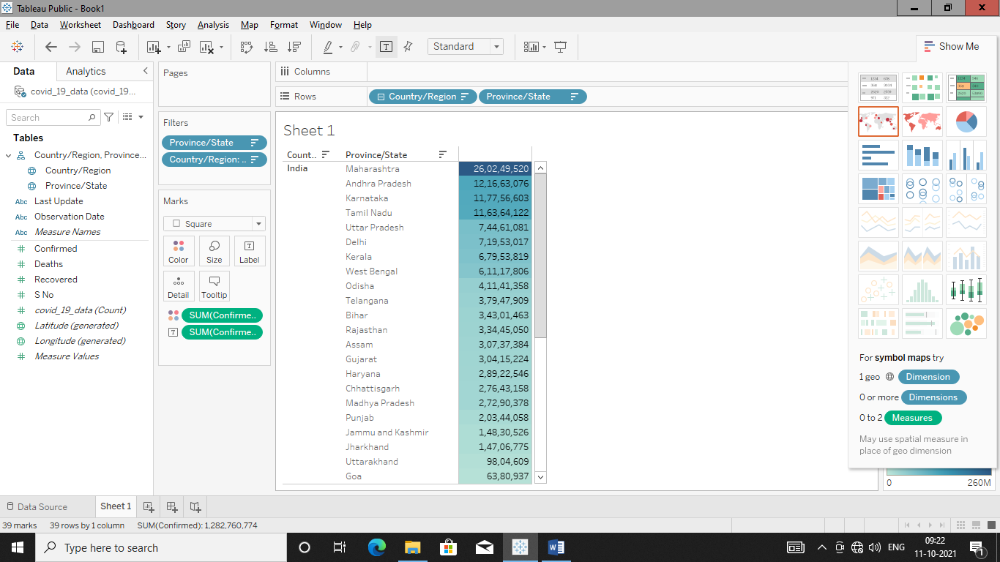 Tableau Public - Book1
File Data Worksheet Dashboard Story Analysis Map Format Window Help
Standard
Show Me
Data Analytics
covid_19_data (covid_19...
Search
Tables
Country/Region, Province...
Country/Region
Province/State
Abc Last Update
Abc Observation Date
Abc Measure Names
Confirmed
Deaths
Recovered
S No
covid_19_data (Count)
Latitude (generated)
Longitude (generated)
Measure Values
Pages
Filters
Province/State
Country/Region: ..
Marks
Square
Color Size Label
Detail Tooltip
SUM(Confirme..
SUM(Confirme..
Columns
Rows Country/Region Province/State
Sheet 1
Count.. Province/State
India Maharashtra 26,02,49,520
Andhra Pradesh 12,16,63,076
Karnataka 11,77,56,603
Tamil Nadu 11,63,64,122
Uttar Pradesh 7,44,61,081
Delhi 7,19,53,017
Kerala 6,79,53,819
West Bengal 6,11,17,806
Odisha 4,11,41,358
Telangana 3,79,47,909
Bihar 3,43,01,463
Rajasthan 3,34,45,050
Assam 3,07,37,384
Gujarat 3,04,15,224
Haryana 2,89,22,546
Chhattisgarh 2,76,43,158
Madhya Pradesh 2,72,90,378
Punjab 2,03,44,058
Jammu and Kashmir 1,48,30,526
Jharkhand 1,47,06,775
Uttarakhand 98,04,609
Goa 63,80,937
For symbol maps try
1 geo Dimension
0 or more Dimensions
0 to 2 Measures
May use spatial measure in
place of geo dimension
0 260M
Data Source Sheet 1
39 marks 39 rows by 1 column SUM(Confirmed): 1,282,760,774
Type here to search
ENG
09:22
11-10-2021
1